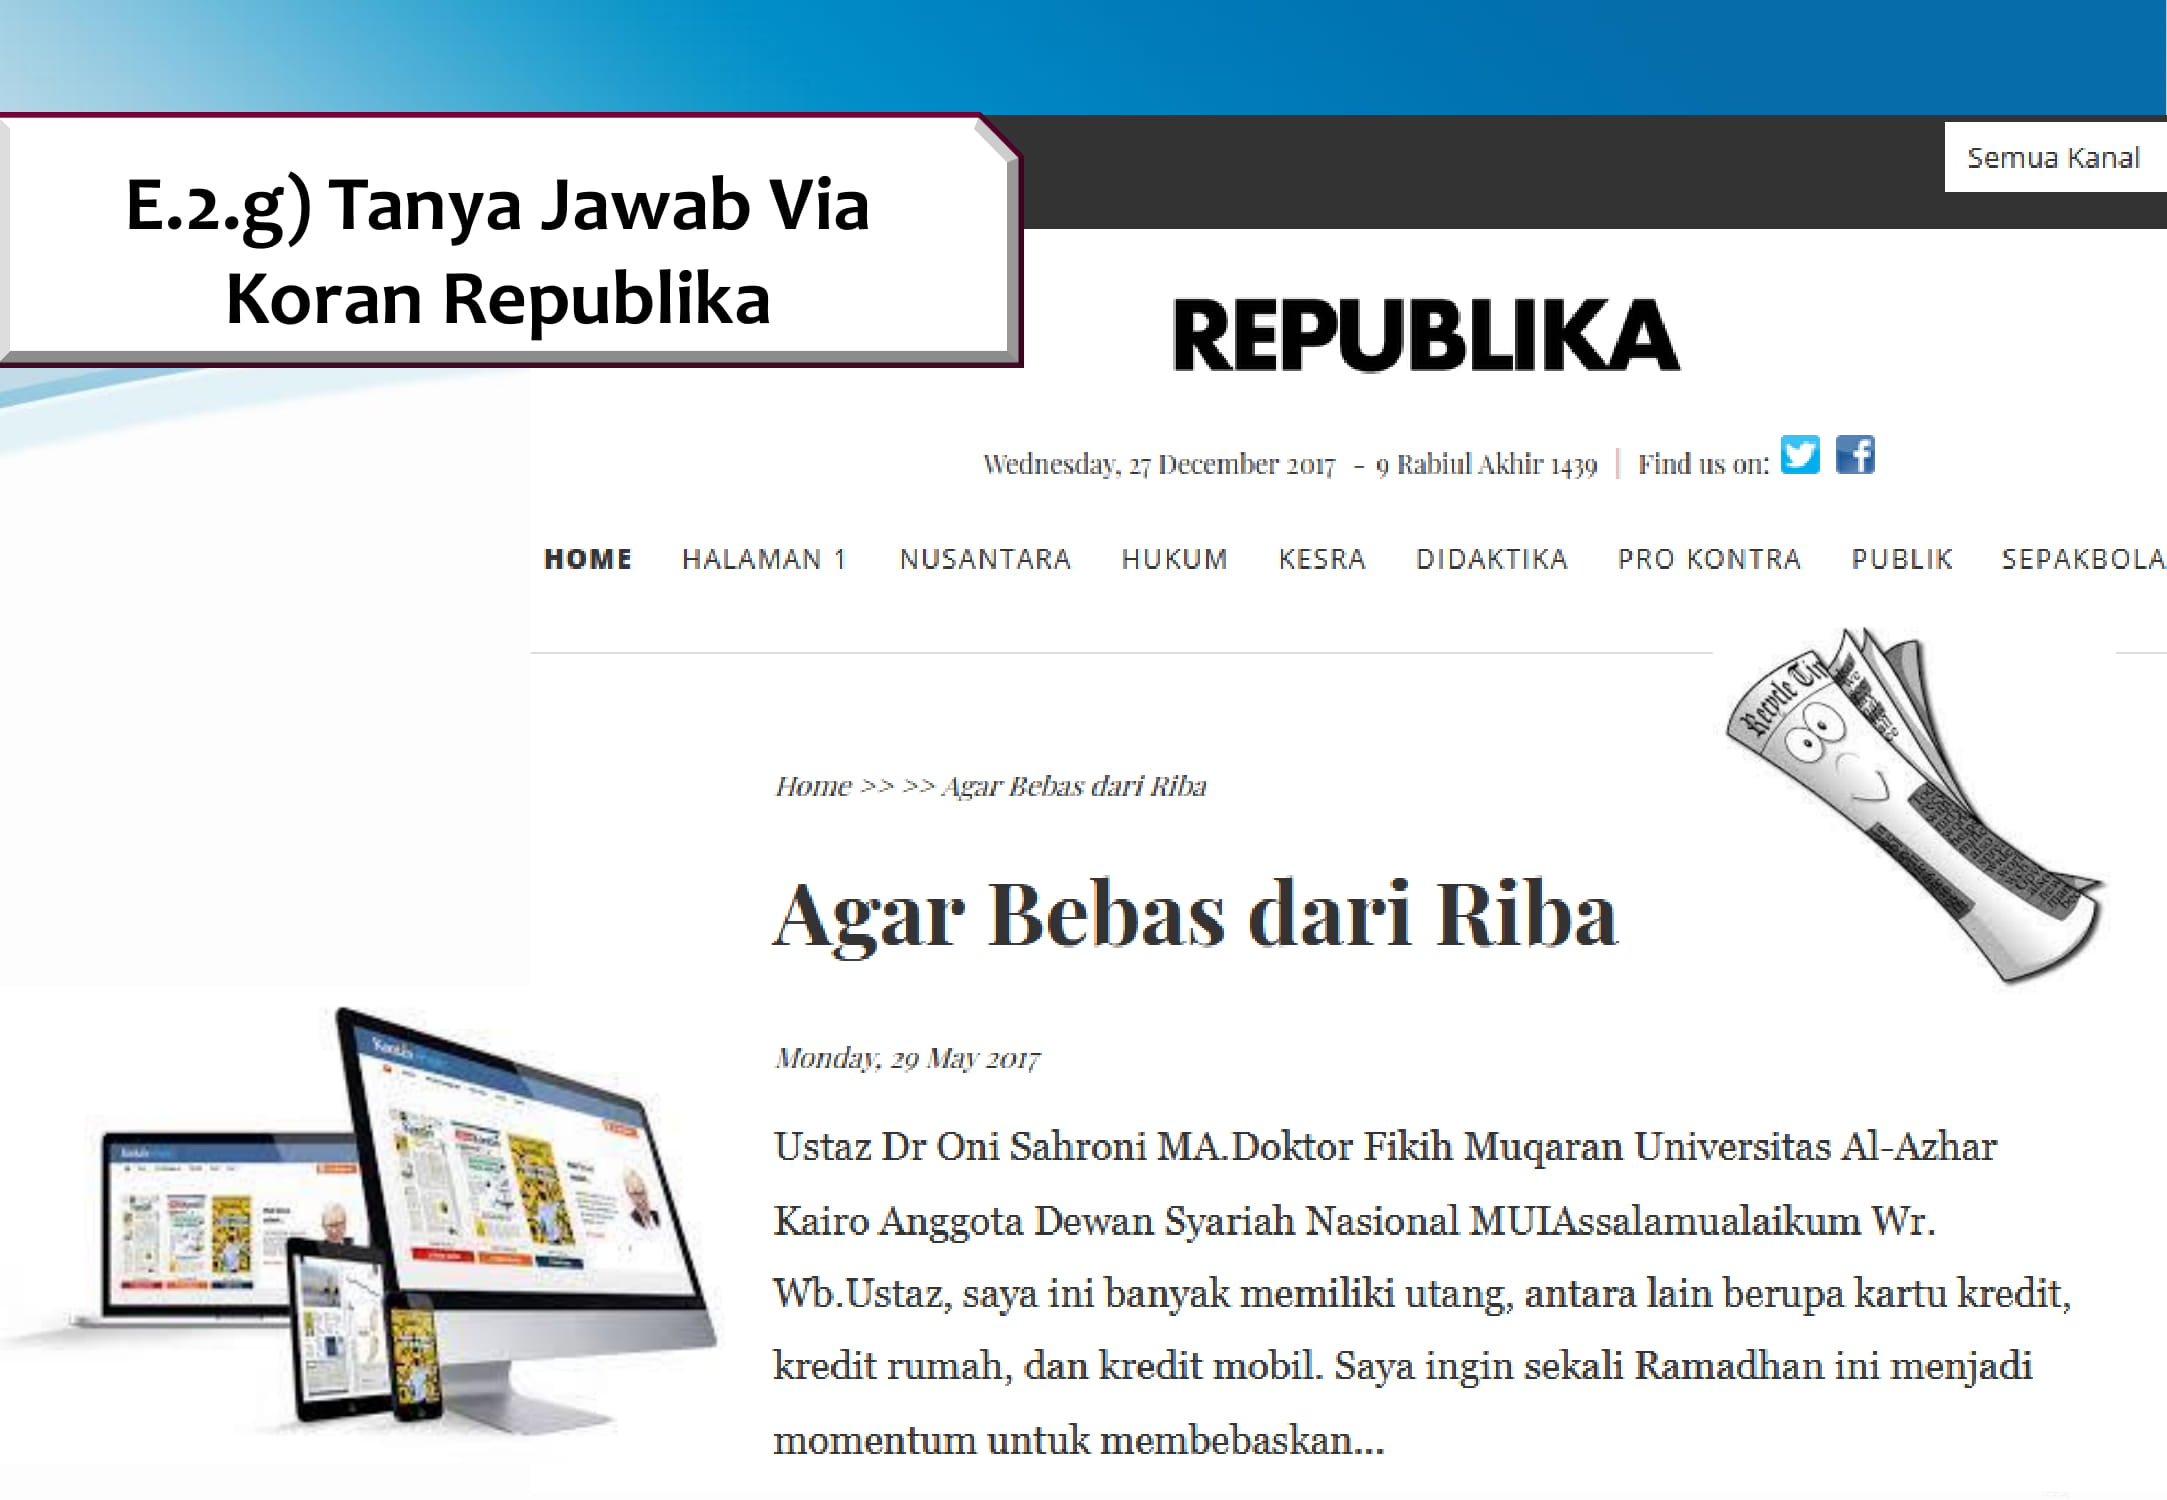 Semua Kanal
E.2.g) Tanya Jawab Via
Koran Republika
REPUBLIKA
Wednesday, 27 December 2017 - 9 Rabiul Akhir 1439 | Find us on:
HOME HALAMAN 1 NUSANTARA HUKUM KESRA DIDAKTIKA PRO KONTRA PUBLIK SEPAKBOLA
Recycle Tim
Home >> >> Agar Bebas dari Riba
Agar Bebas dari Riba
Monday, 29 May 2017
Ustaz Dr Oni Sahroni MA.Doktor Fikih Muqaran Universitas Al-Azhar
Kairo Anggota Dewan Syariah Nasional MUIAssalamualaikum Wr.
Wb.Ustaz, saya ini banyak memiliki utang, antara lain berupa kartu kredit,
kredit rumah, dan kredit mobil. Saya ingin sekali Ramadhan ini menjadi
momentum untuk membebaskan...